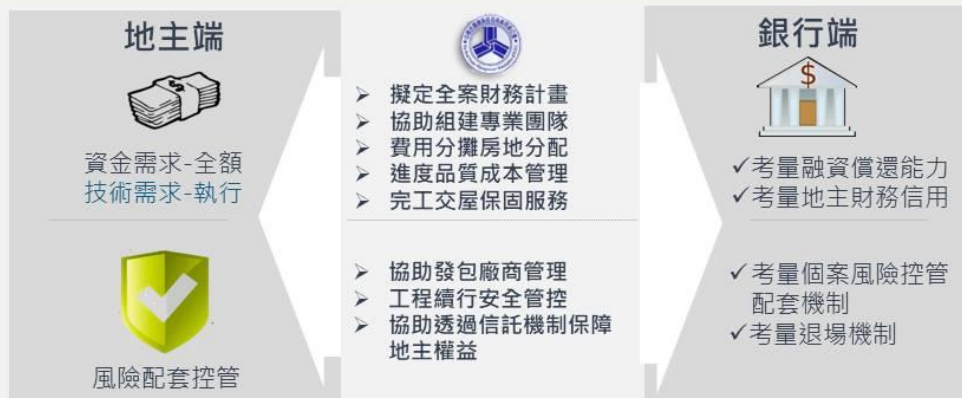 地主端
資金需求-全額
技術需求-執行
風險配套控管
➢ 擬定全案財務計畫
➢ 協助組建專業團隊
➢ 費用分攤房地分配
➢ 進度品質成本管理
➢ 完工交屋保固服務
➢ 協助發包廠商管理
➢ 工程續行安全管控
➢ 協助透過信託機制保障
地主權益
銀行端
$
✓考量融資償還能力
✓考量地主財務信用
✓考量個案風險控管
配套機制
✓考量退場機制